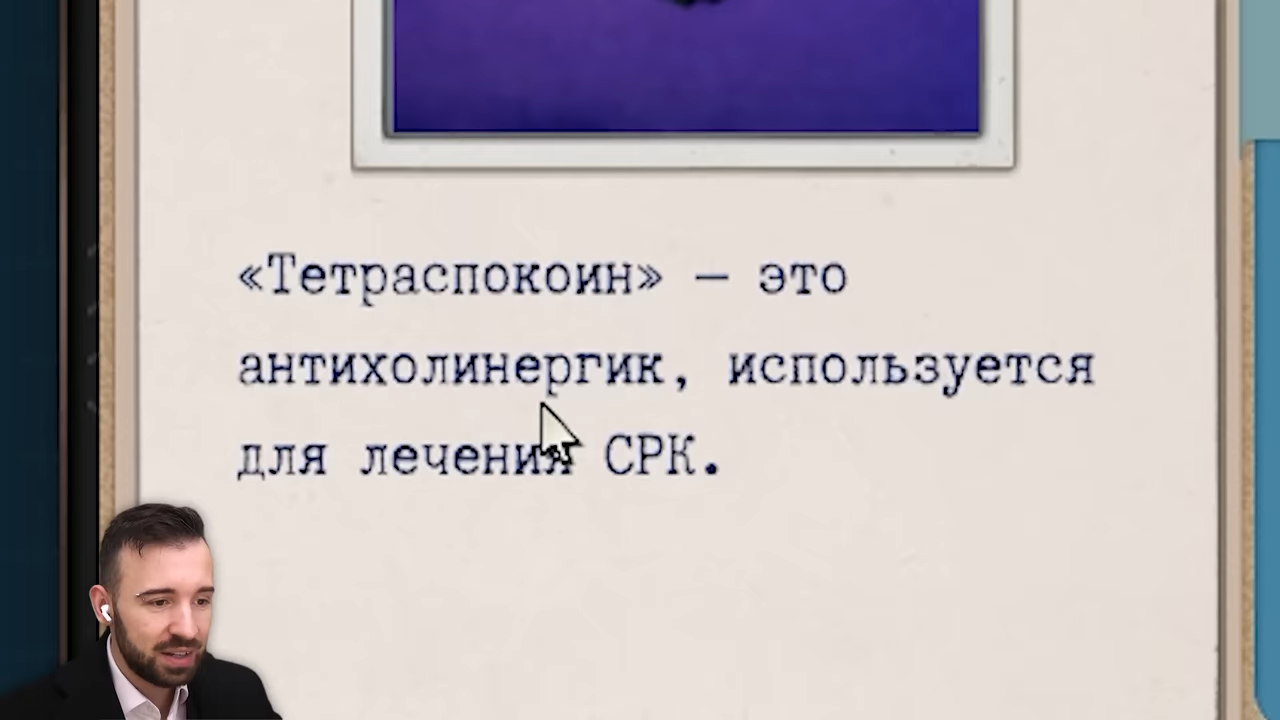 «Тетраспокоин» — это
антихолинергик, используется
для лечения СРК.